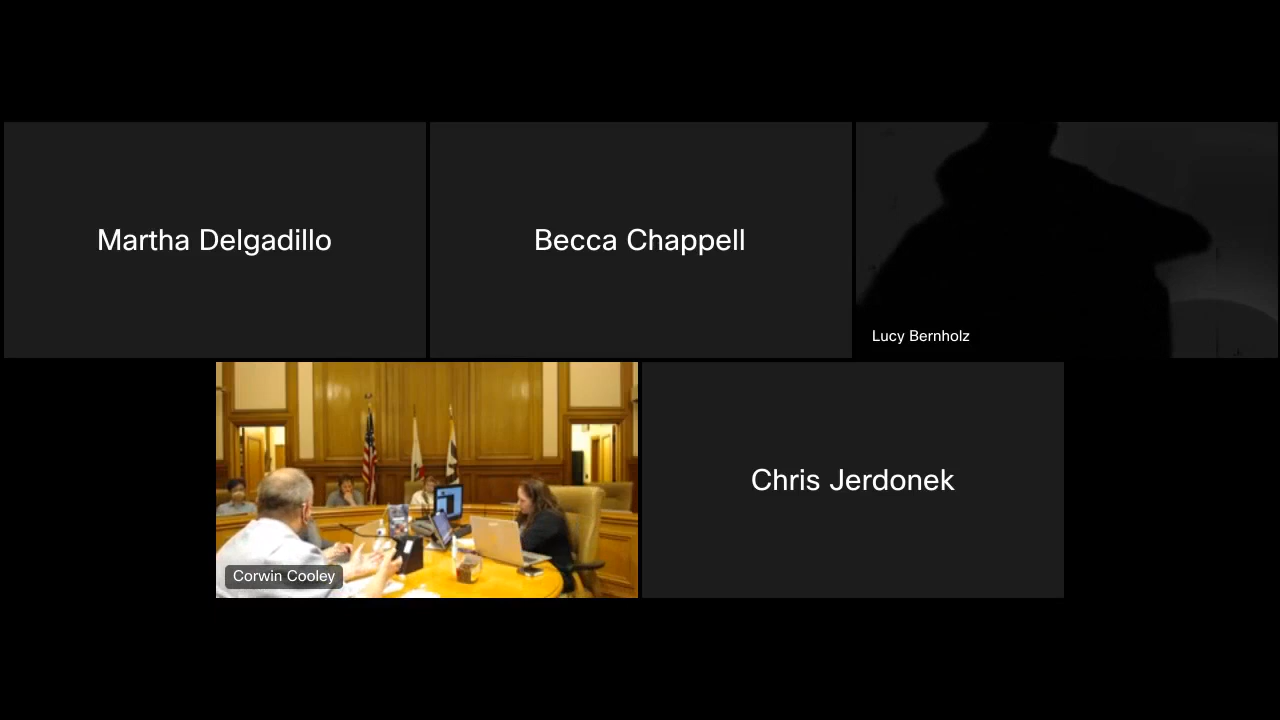 Martha Delgadillo
Becca Chappell
Lucy Bernholz
Corwin Cooley
Chris Jerdonek